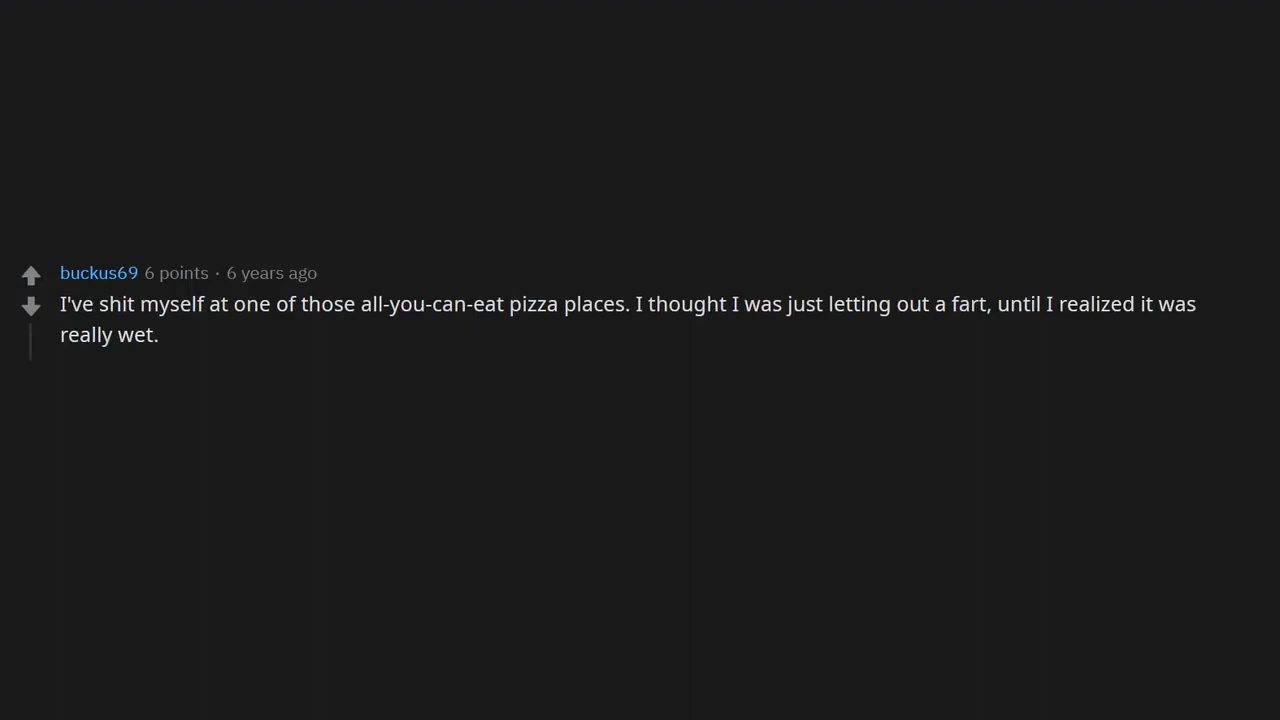 buckus69 6 points · 6 years ago
I've shit myself at one of those all-you-can-eat pizza places. I thought I was just letting out a fart, until I realized it was
really wet.